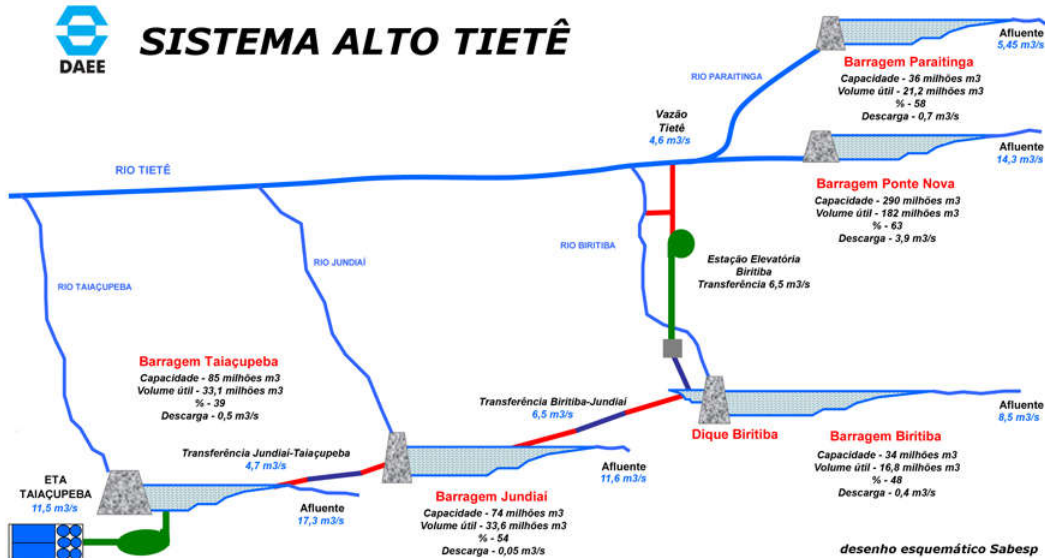 DAEE
SISTEMA ALTO TIETÊ
Afluente
5,45 m3/s
RIO PARAITINGA
Barragem Paraitinga
Capacidade - 36 milhões m3
Volume útil - 21,2 milhões m3
% - 58
Descarga - 0,7 m3/s
Vazão
Tietê
4,6 m3/s
Afluente
14,3 m3/s
RIO TIETÊ
Barragem Ponte Nova
Capacidade - 290 milhões m3
Volume útil - 182 milhões m3
% - 63
Descarga - 3,9 m3/s
RIO BIRITIBA
Estação Elevatória
Biritiba
Transferência 6,5 m3/s
RIO JUNDIAÍ
RIO TAIAÇUPEBA
Barragem Taiaçupeba
Capacidade - 85 milhões m3
Volume útil - 33,1 milhões m3
% - 39
Descarga - 0,5 m3/s
Transferência Biritiba-Jundiaí
6,5 m3/s
Afluente
8,5 m3/s
Dique Biritiba
Barragem Biritiba
Capacidade - 34 milhões m3
Volume útil - 16,8 milhões m3
% - 48
Descarga - 0,4 m3/s
Transferência Jundiaí-Taiaçupeba
4,7 m3/s
Afluente
11,6 m3/s
ETA
TAIAÇUPEBA
11,5 m3/s
Afluente
17,3 m3/s
Barragem Jundiaí
Capacidade - 74 milhões m3
Volume útil - 33,6 milhões m3
% - 54
Descarga - 0,05 m3/s
desenho esquemático Sabesp